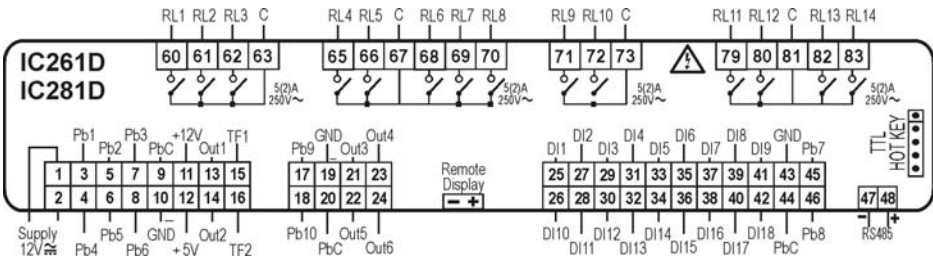 RL1 RL2 RL3 C RL4 RL5 C RL6 RL7 RL8 RL9 RL10 C RL11 RL12 C RL13 RL14
IC261D 60 61 62 63 65 66 67 68 69 70 71 72 73 79 80 81 82 83
IC281D 5(2)A 5(2)A 5(2)A 5(2)A
250V~ 250V~ 250V~ 250V~
Pb1 Pb3 +12V TF1 GND Out4 DI2 DI4 DI6 DI8 GND
Pb2 PbC Out1 Pb9 _ Out3 DI1 DI3 DI5 DI7 DI9 Pb7
1 3 5 7 9 11 13 15 17 19 21 23 Remote 25 27 29 31 33 35 37 39 41 43 45 TTL
Display HOT KEY
2 4 6 8 10 12 14 16 18 20 22 24 - + 26 28 30 32 34 36 38 40 42 44 46 47 48
Supply Pb5 GND _ Out2 Pb10 Out5 DI10 DI12 DI14 DI16 DI18 Pb8 - RS485 +
12V Pb4 Pb6 +5V TF2 PbC Out6 DI11 DI13 DI15 DI17 PbC